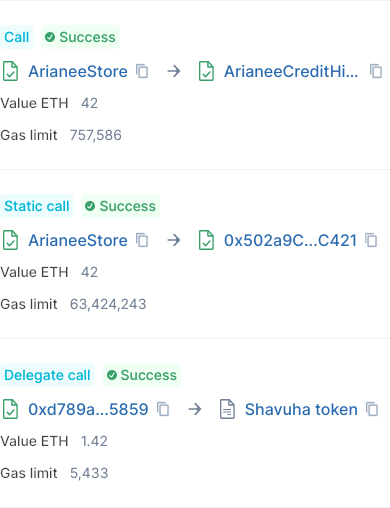 Call Success
ArianeeStore → ArianeeCreditHi...
Value ETH 42
Gas limit 757,586
Static call Success
ArianeeStore → 0x502a9C...C421
Value ETH 42
Gas limit 63,424,243
Delegate call Success
0xd789a...5859 → Shavuha token
Value ETH 1.42
Gas limit 5,433